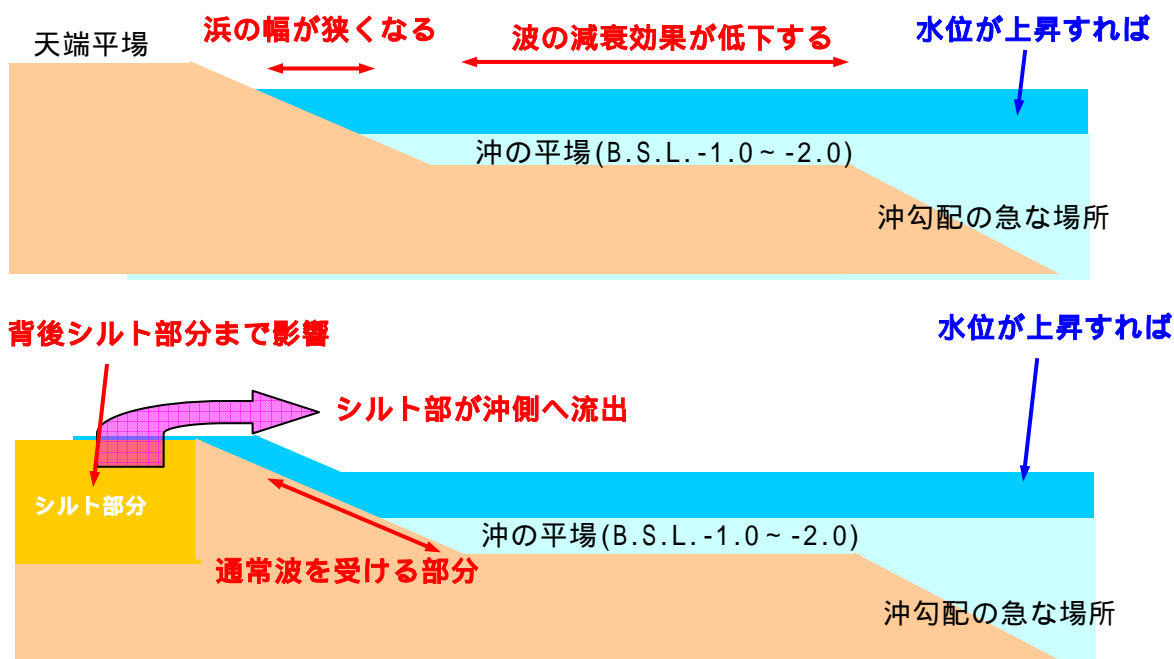 天端平場
浜の幅が狭くなる
波の減衰効果が低下する
水位が上昇すれば
沖の平場(B.S.L.-1.0～-2.0)
沖勾配の急な場所
背後シルト部分まで影響
水位が上昇すれば
シルト部が沖側へ流出
シルト部分
沖の平場(B.S.L.-1.0～-2.0)
通常波を受ける部分
沖勾配の急な場所